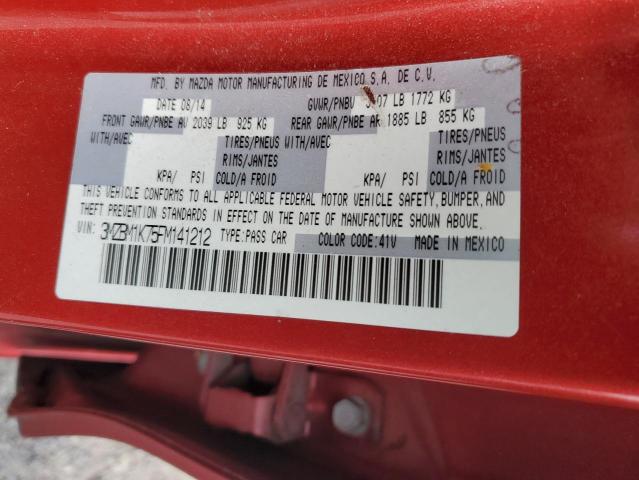 MFD. BY MAZDA MOTOR MANUFACTURING DE MEXICO S.A. DE C.V.
DATE 08/14 GVWR/PNBV 07 LB 1772 KG
FRONT GAWR/PNBE AV 2039 LB 925 KG REAR GAWR/PNBE AR 1885 LB 855 KG
WITH/AVEC TIRES/PNEUS WITH/AVEC TIRES/PNEUS
RIMS/JANTES RIMS/JANTES
KPA/ PSI COLD/A FROID KPA/ PSI COLD/A FROID
THIS VEHICLE CONFORMS TO ALL APPLICABLE FEDERAL MOTOR VEHICLE SAFETY, BUMPER, AND
THEFT PREVENTION STANDARDS IN EFFECT ON THE DATE OF MANUFACTURE SHOWN ABOVE.
VIN: 3MZBM1K75FM141212 TYPE: PASS CAR COLOR CODE: 41V MADE IN MEXICO